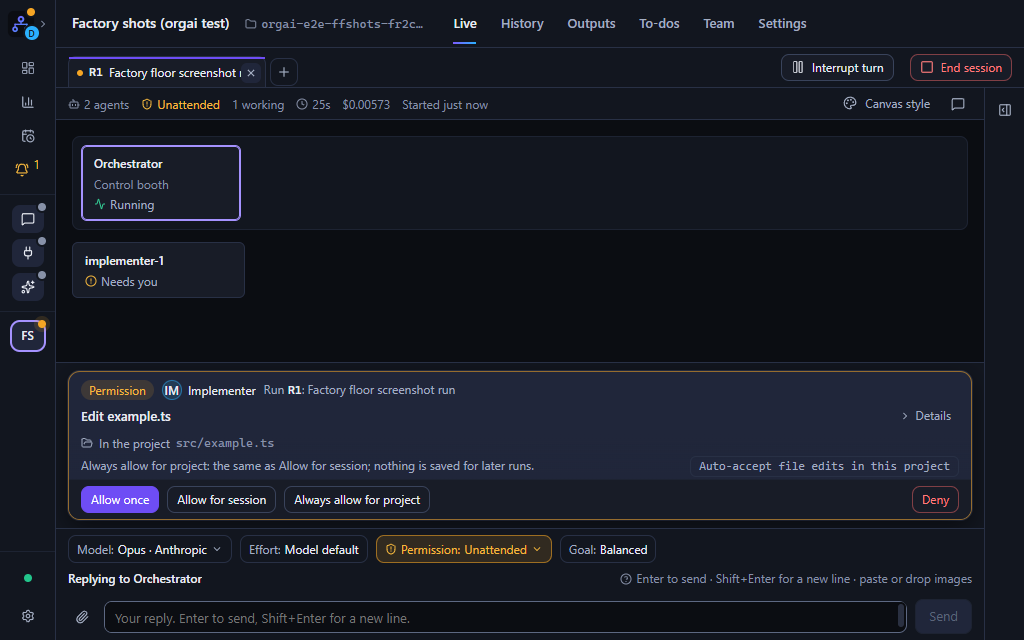 Factory shots (orgai test) orgai-e2e-ffshots-fr2c… Live History Outputs To-dos Team Settings
D
R1 Factory floor screenshot r × + Interrupt turn End session
2 agents Unattended 1 working 25s $0.00573 Started just now Canvas style
1
Orchestrator
Control booth
Running
implementer-1
Needs you
FS
Permission IM Implementer Run R1: Factory floor screenshot run
Edit example.ts Details
In the project src/example.ts
Always allow for project: the same as Allow for session; nothing is saved for later runs. Auto-accept file edits in this project
Allow once Allow for session Always allow for project Deny
Model: Opus · Anthropic Effort: Model default Permission: Unattended Goal: Balanced
Replying to Orchestrator Enter to send · Shift+Enter for a new line · paste or drop images
Your reply. Enter to send, Shift+Enter for a new line. Send